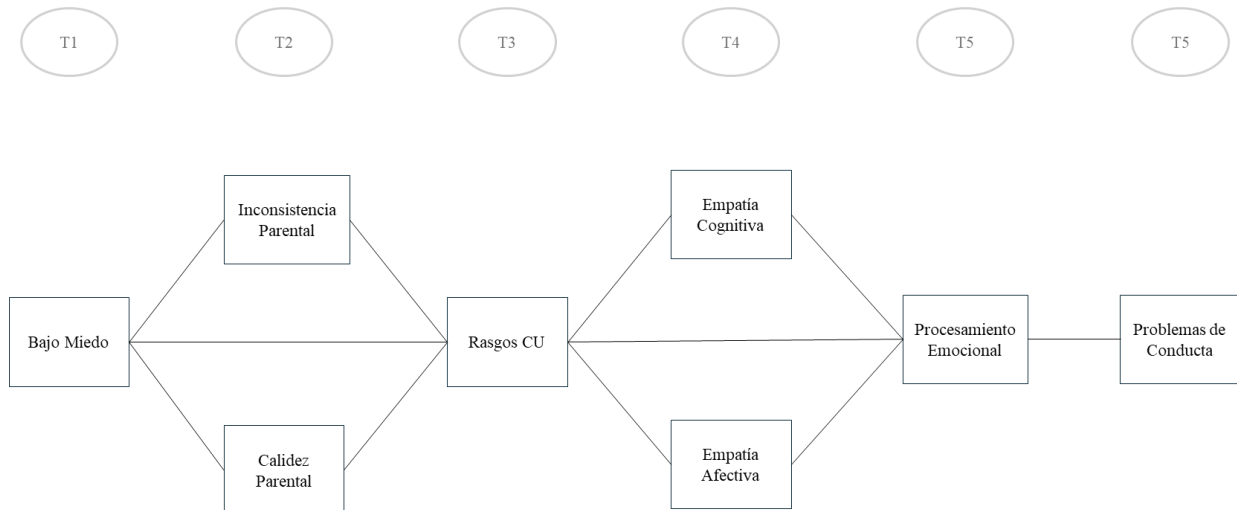 T1
T2
T3
T4
T5
T5
Inconsistencia
Parental
Empatía
Cognitiva
Bajo Miedo
Rasgos CU
Procesamiento
Emocional
Problemas de
Conducta
Calidez
Parental
Empatía
Afectiva